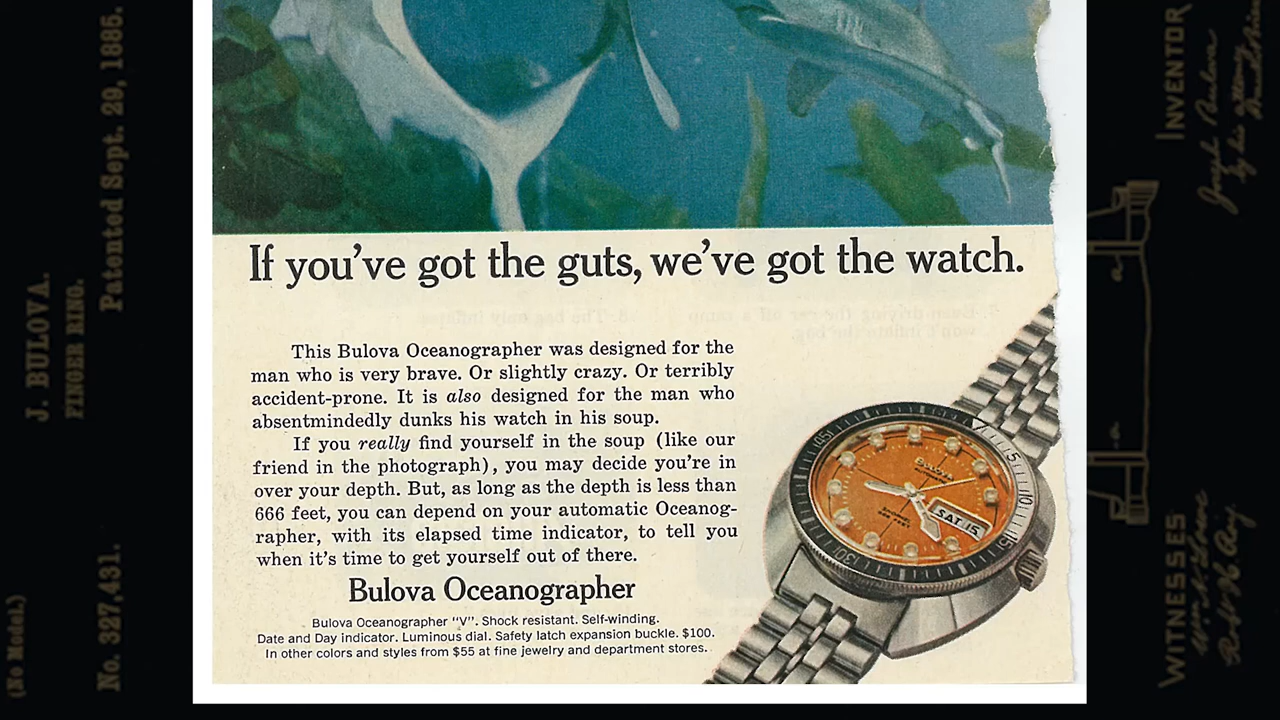 (No Model.)
J. BULOVA.
FINGER RING.
No. 327,431. Patented Sept. 29, 1885.
If you've got the guts, we've got the watch.
This Bulova Oceanographer was designed for the
man who is very brave. Or slightly crazy. Or terribly
accident-prone. It is also designed for the man who
absentmindedly dunks his watch in his soup.
If you really find yourself in the soup (like our
friend in the photograph), you may decide you're in
over your depth. But, as long as the depth is less than
666 feet, you can depend on your automatic Oceanog-
rapher, with its elapsed time indicator, to tell you
when it's time to get yourself out of there.
Bulova Oceanographer
Bulova Oceanographer "V". Shock resistant. Self-winding.
Date and Day indicator. Luminous dial. Safety latch expansion buckle. $100.
In other colors and styles from $55 at fine jewelry and department stores.
BULOVA
SAT 15
WITNESSES
INVENTOR
Joseph Bulova